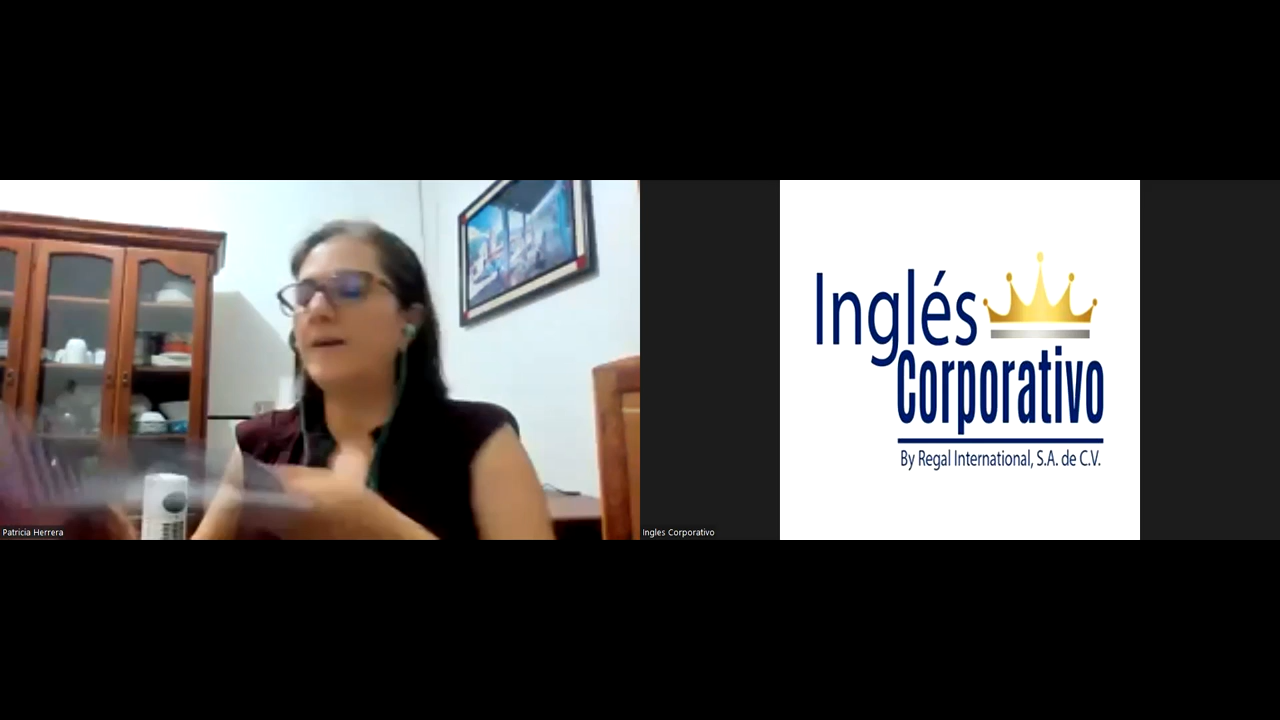 Inglés
Corporativo
By Regal International, S.A. de C.V.
Patricia Herrera
Ingles Corporativo